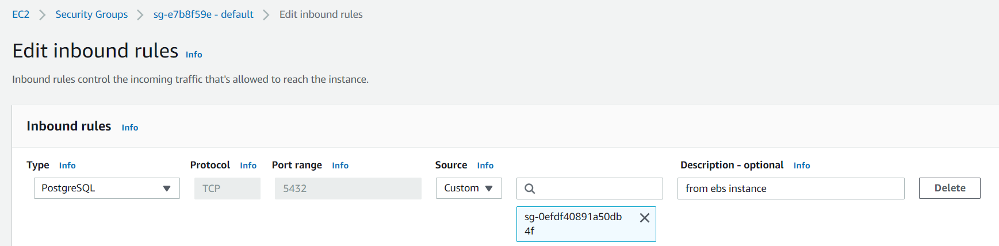 EC2 Security Groups sg-e7b8f59e - default Edit inbound rules
Edit inbound rules Info
Inbound rules control the incoming traffic that's allowed to reach the instance.
Inbound rules Info
Type Info Protocol Info Port range Info Source Info Description - optional Info
PostgreSQL TCP 5432 Custom from ebs instance Delete
sg-0efdf40891a50db
4f